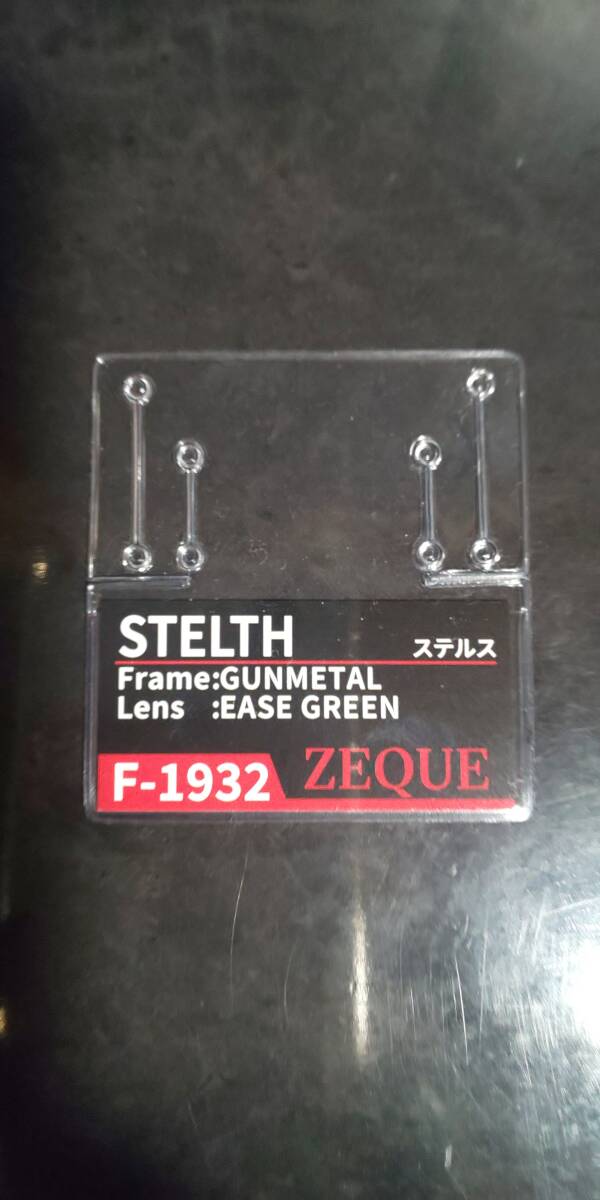 STELTH ステルス
Frame:GUNMETAL
Lens :EASE GREEN
F-1932 ZEQUE